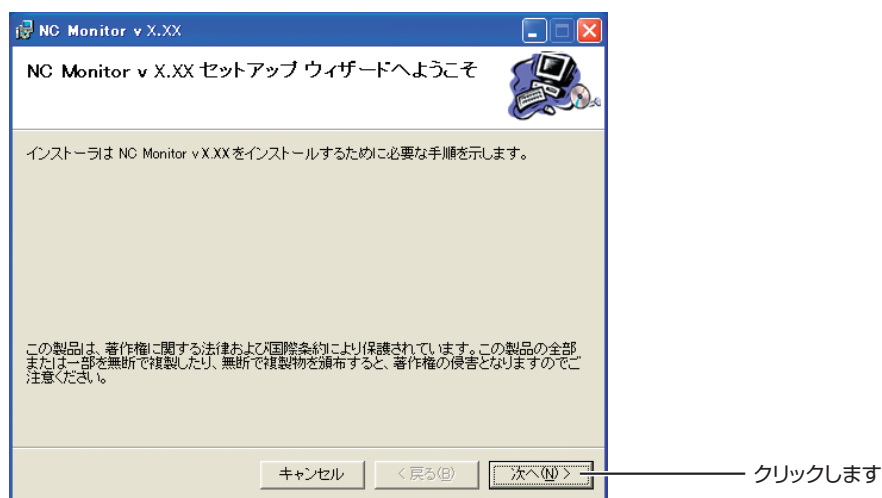 NC Monitor v X.XX
NC Monitor v X.XX セットアップ ウィザードへようこそ
インストーラは NC Monitor v X.XX をインストールするために必要な手順を示します。
この製品は、著作権に関する法律および国際条約により保護されています。この製品の全部
または一部を無断で複製したり、無断で複製物を頒布すると、著作権の侵害となりますのでご
注意ください。
キャンセル
< 戻る(B)
次へ(N) >
クリックします